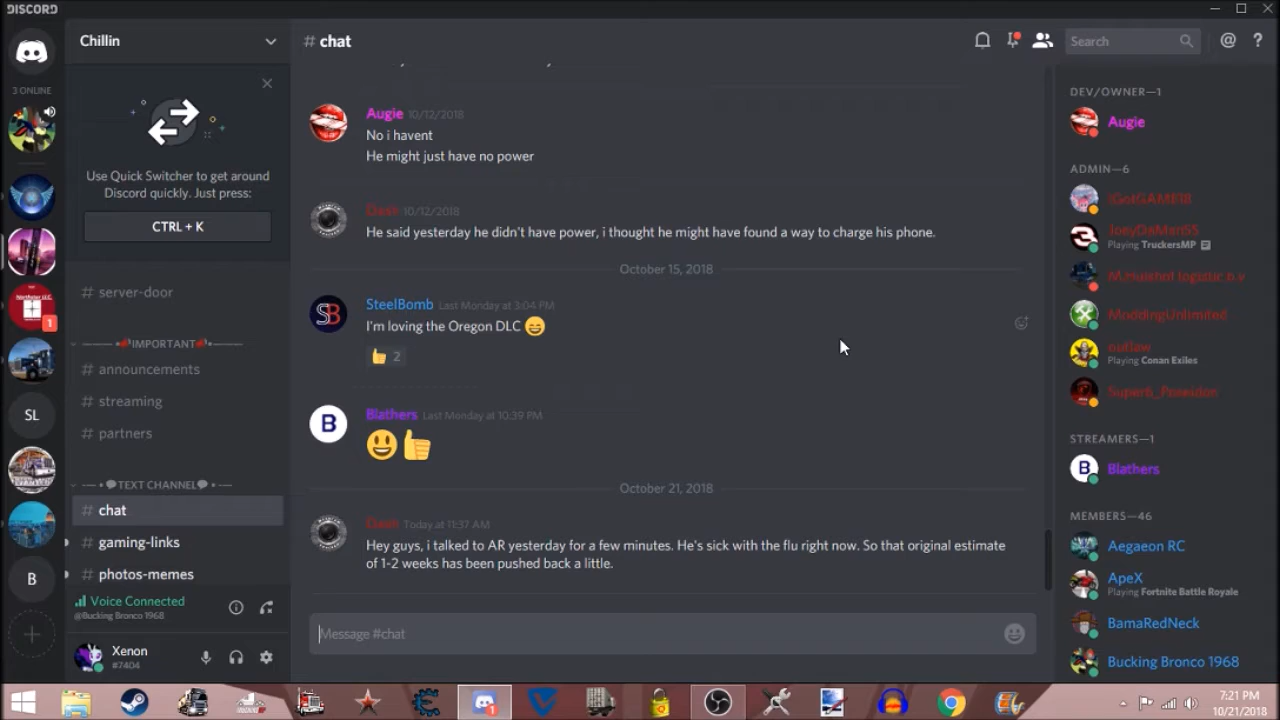 DISCORD
Chillin
# chat
Search
@ ?
3 ONLINE
Use Quick Switcher to get around
Discord quickly. Just press:
CTRL + K
# server-door
IMPORTANT
# announcements
# streaming
# partners
TEXT CHANNEL
# chat
# gaming-links
# photos-memes
Voice Connected
@Bucking Bronco 1968
Xenon
#7404
1
SL
B
Augie 10/12/2018
No i havent
He might just have no power
Dash 10/12/2018
He said yesterday he didn't have power, i thought he might have found a way to charge his phone.
October 15, 2018
SB
SteelBomb Last Monday at 3:04 PM
I'm loving the Oregon DLC 😄
👍 2
B
Blathers Last Monday at 10:39 PM
😃👍
October 21, 2018
Dash Today at 11:37 AM
Hey guys, i talked to AR yesterday for a few minutes. He's sick with the flu right now. So that original estimate
of 1-2 weeks has been pushed back a little.
Message #chat
DEV/OWNER—1
Augie
ADMIN—6
iGotGAME18
JoeyDaMan55
Playing TruckersMP
M.mulshof logistic b.v
ModdingUnlimited
outlaw
Playing Conan Exiles
Super6_Poseidon
STREAMERS—1
B
Blathers
MEMBERS—46
Aegaeon RC
ApeX
Playing Fortnite Battle Royale
BamaRedNeck
Bucking Bronco 1968
7:21 PM
10/21/2018